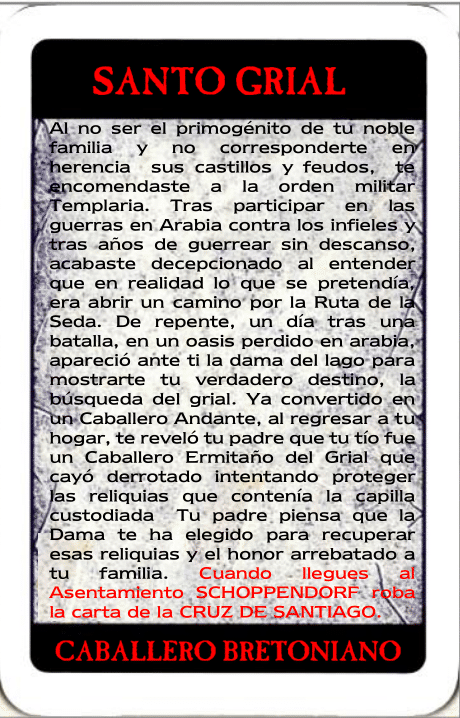 SANTO GRIAL
Al no ser el primogénito de tu noble
familia y no corresponderte en
herencia sus castillos y feudos, te
encomendaste a la orden militar
Templaria. Tras participar en las
guerras en Arabia contra los infieles y
tras años de guerrear sin descanso,
acabaste decepcionado al entender
que en realidad lo que se pretendía,
era abrir un camino por la Ruta de la
Seda. De repente, un día tras una
batalla, en un oasis perdido en arabia,
apareció ante ti la dama del lago para
mostrarte tu verdadero destino, la
búsqueda del grial. Ya convertido en
un Caballero Andante, al regresar a tu
hogar, te reveló tu padre que tu tío fue
un Caballero Ermitaño del Grial que
cayó derrotado intentando proteger
las reliquias que contenía la capilla
custodiada Tu padre piensa que la
Dama te ha elegido para recuperar
esas reliquias y el honor arrebatado a
tu familia. Cuando llegues al
Asentamiento SCHOPPENDORF roba
la carta de la CRUZ DE SANTIAGO.
CABALLERO BRETONIANO